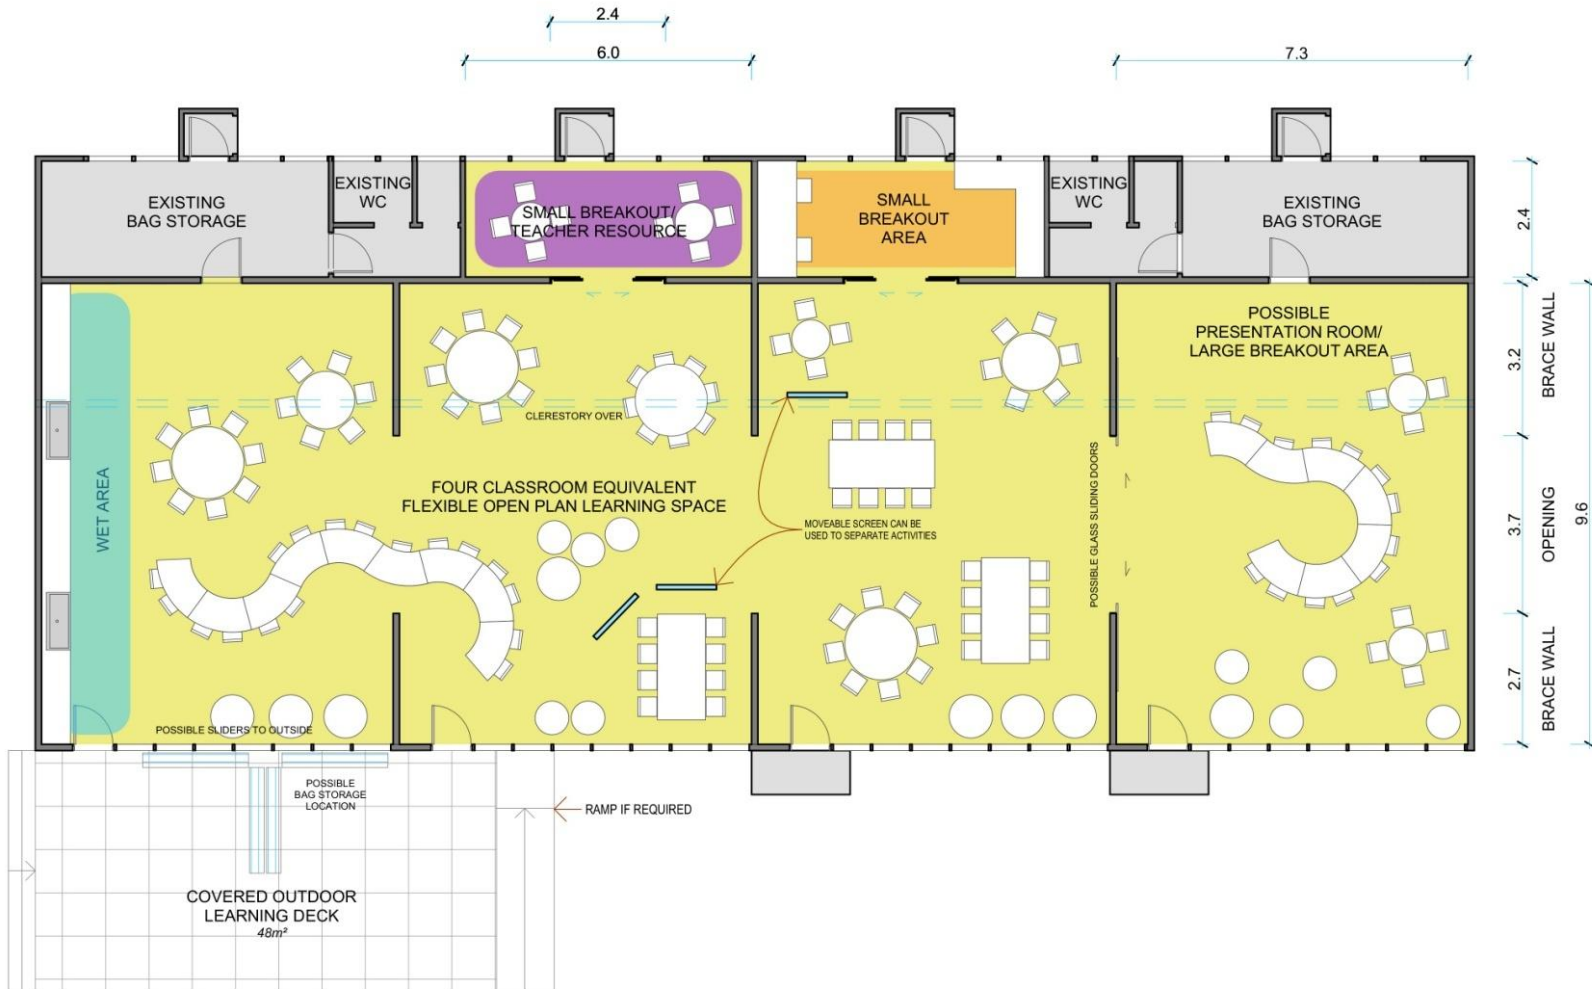 2.4
6.0
7.3
EXISTING
BAG STORAGE
EXISTING
WC
SMALL BREAKOUT/
TEACHER RESOURCE
SMALL
BREAKOUT
AREA
EXISTING
WC
EXISTING
BAG STORAGE
2.4
POSSIBLE
PRESENTATION ROOM/
LARGE BREAKOUT AREA
3.2
BRACE WALL
CLERESTORY OVER
WET AREA
FOUR CLASSROOM EQUIVALENT
FLEXIBLE OPEN PLAN LEARNING SPACE
MOVEABLE SCREEN CAN BE
USED TO SEPARATE ACTIVITIES
POSSIBLE GLASS SLIDING DOORS
3.7
OPENING
9.6
2.7
BRACE WALL
POSSIBLE SLIDERS TO OUTSIDE
POSSIBLE
BAG STORAGE
LOCATION
RAMP IF REQUIRED
COVERED OUTDOOR
LEARNING DECK
48m²